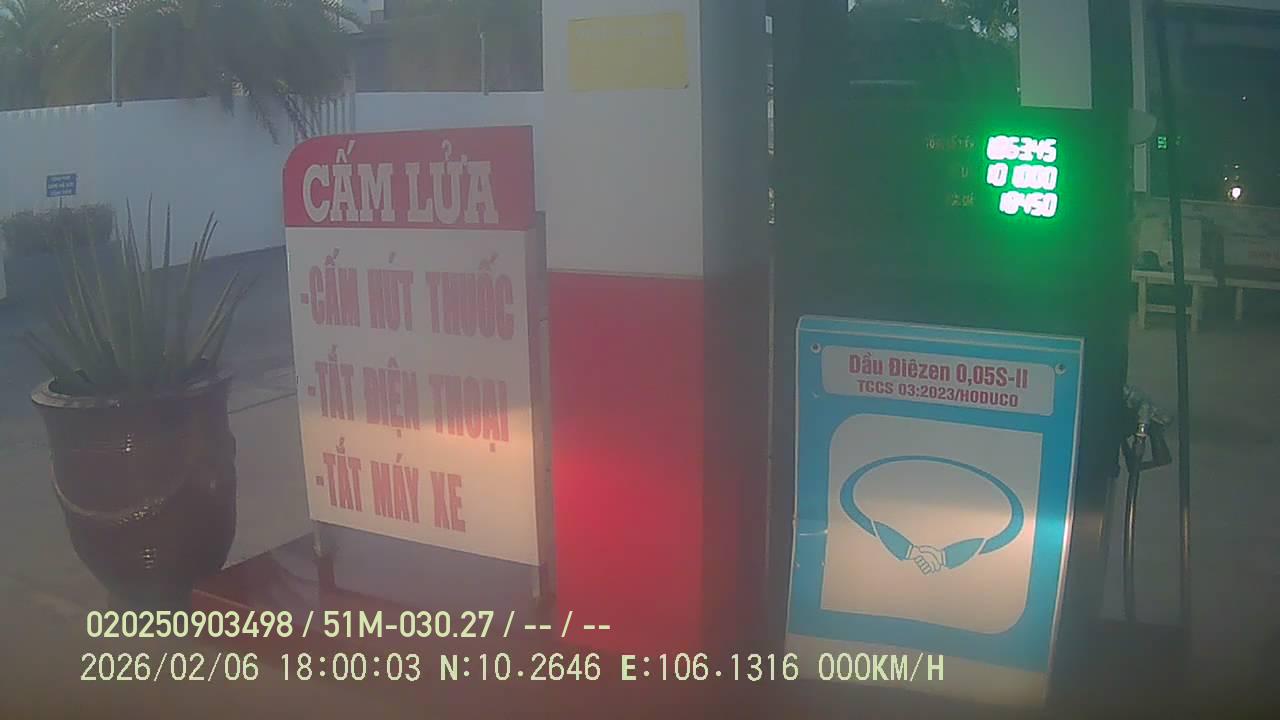 CẤM LỬA
-CẤM HÚT THUỐC
-TẮT ĐIỆN THOẠI
-TẮT MÁY XE
18450
Dầu Điêzen 0,05S-II
TCCS 03:2023/HODUCO
020250903498 / 51M-030.27 / -- / --
2026/02/06 18:00:03 N:10.2646 E:106.1316 000KM/H